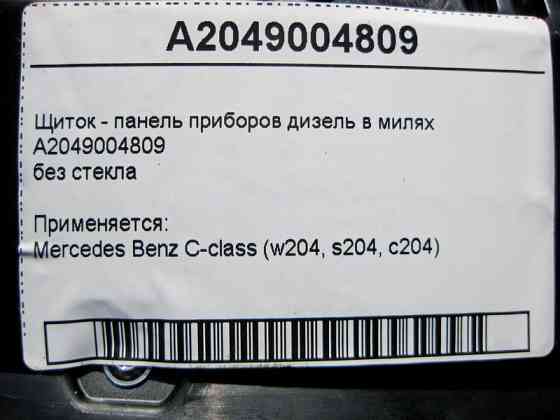 A2049004809
Щиток - панель приборов дизель в милях
A2049004809
без стекла
Применяется:
Mercedes Benz C-class (w204, s204, c204)